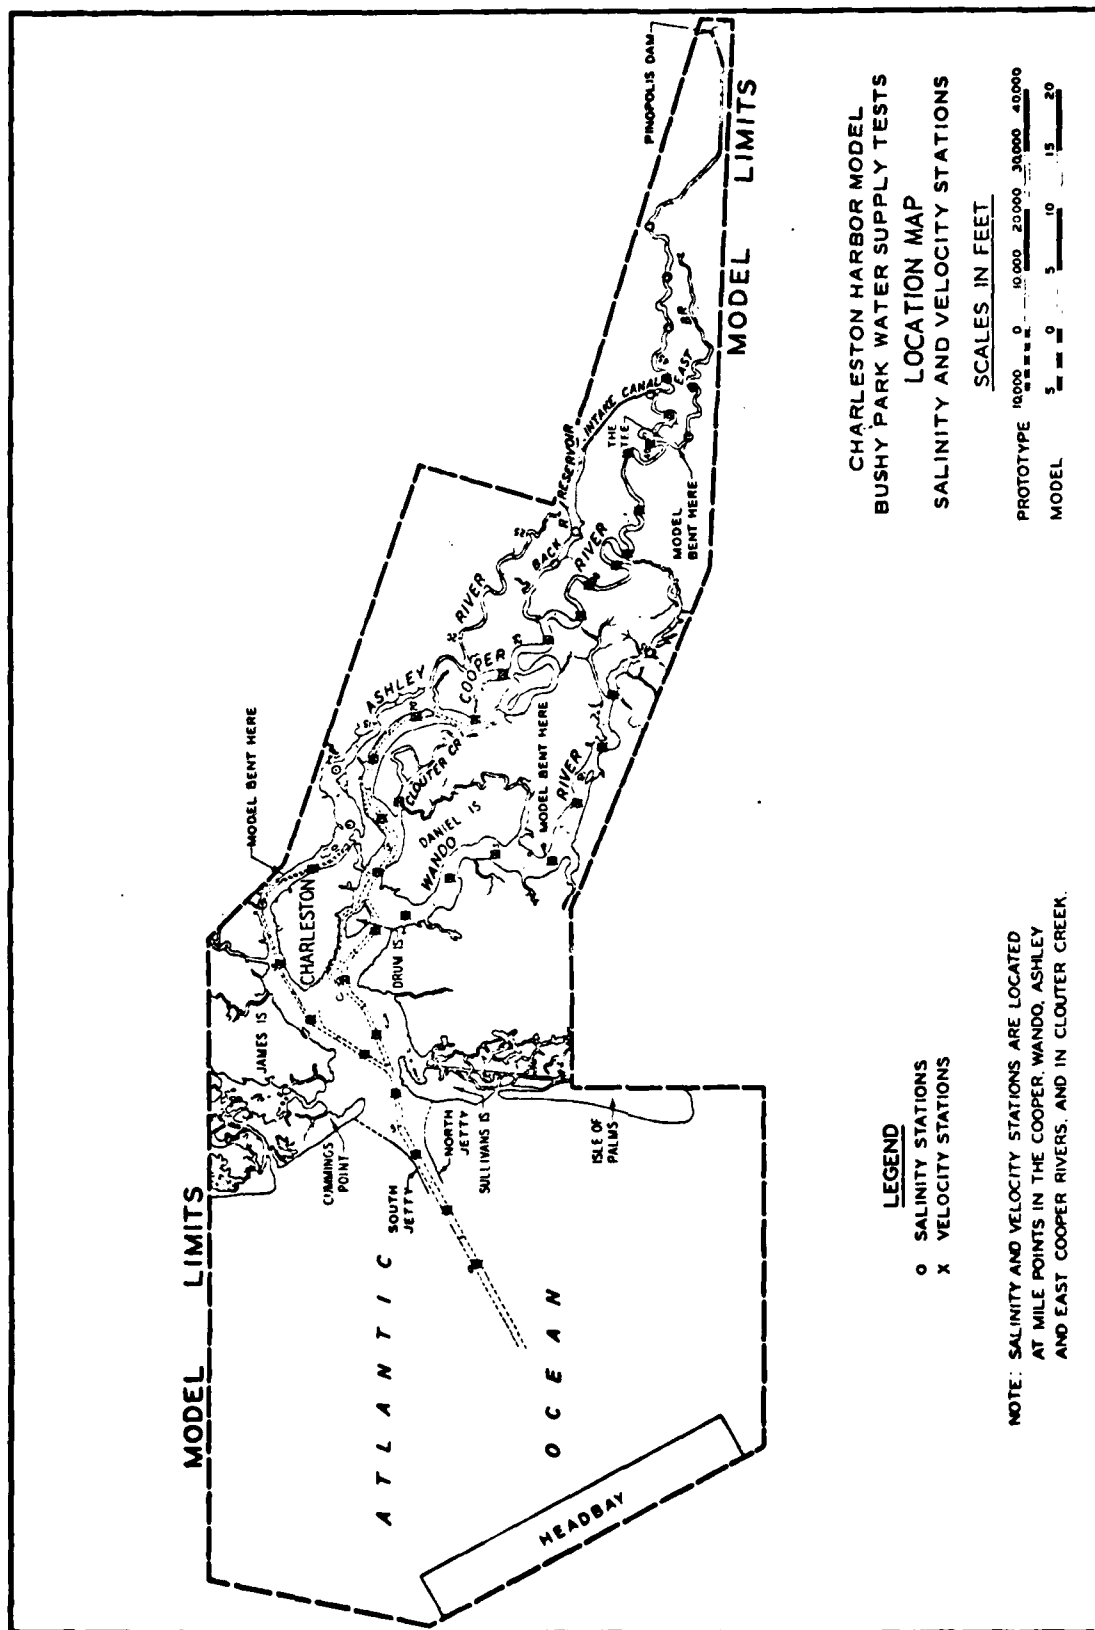 MODEL LIMITS
MODEL LIMITS
ATLANTIC
OCEAN
HEADBAY
CUMMINGS
POINT
JAMES IS
CHARLESTON
MODEL BENT HERE
SOUTH
JETTY
NORTH
JETTY
SULLIVANS IS
ISLE OF
PALMS
DRUM IS
WANDO
RIVER
DANIEL IS
CLOUTER CR
MODEL BENT HERE
ASHLEY
RIVER
COOPER
RIVER
BACK R
RESERVOIR
INTAKE CANAL
THE
TEE
EAST
BR
MODEL
BENT HERE
PINOPOLIS DAM
CHARLESTON HARBOR MODEL
BUSHY PARK WATER SUPPLY TESTS
LOCATION MAP
SALINITY AND VELOCITY STATIONS
SCALES IN FEET
PROTOTYPE 10,000 0 10,000 20,000 30,000 40,000
MODEL 5 0 5 10 15 20
LEGEND
o SALINITY STATIONS
x VELOCITY STATIONS
NOTE: SALINITY AND VELOCITY STATIONS ARE LOCATED
AT MILE POINTS IN THE COOPER, WANDO, ASHLEY
AND EAST COOPER RIVERS, AND IN CLOUTER CREEK.